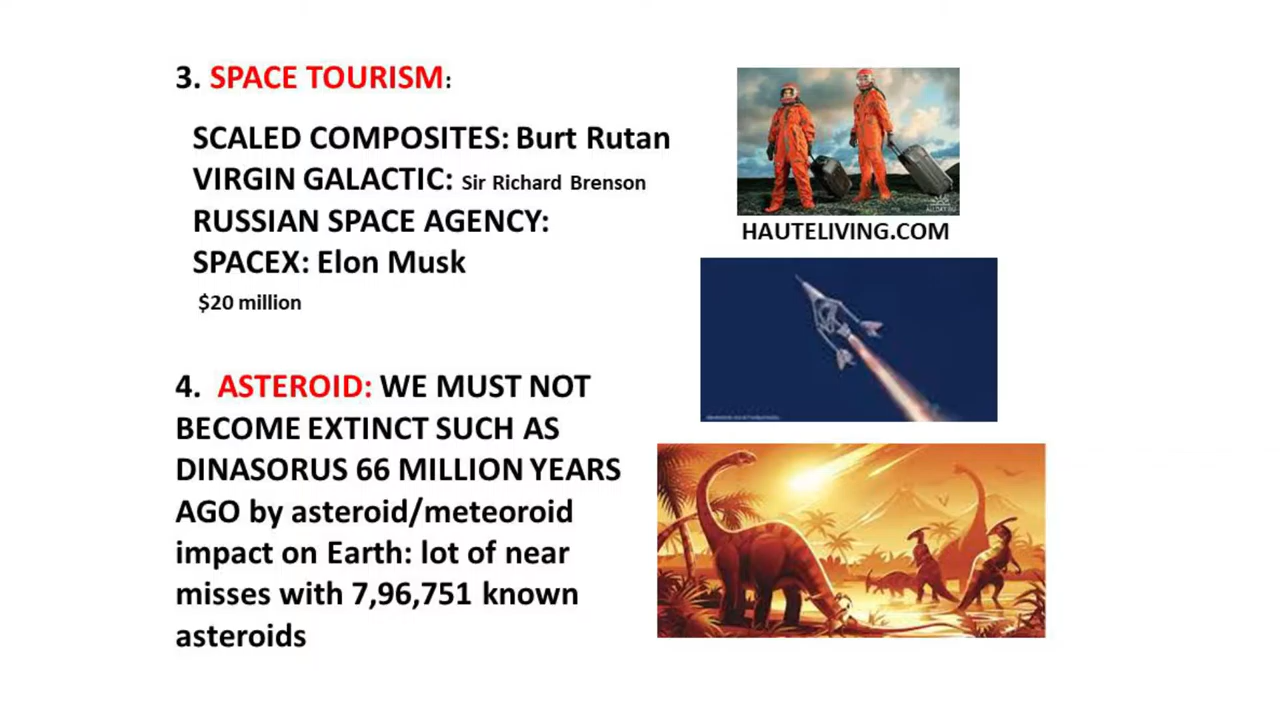 3. SPACE TOURISM:
SCALED COMPOSITES: Burt Rutan
VIRGIN GALACTIC: Sir Richard Brenson
RUSSIAN SPACE AGENCY:
SPACEX: Elon Musk
$20 million
HAUTELIVING.COM
4. ASTEROID: WE MUST NOT
BECOME EXTINCT SUCH AS
DINASORUS 66 MILLION YEARS
AGO by asteroid/meteoroid
impact on Earth: lot of near
misses with 7,96,751 known
asteroids